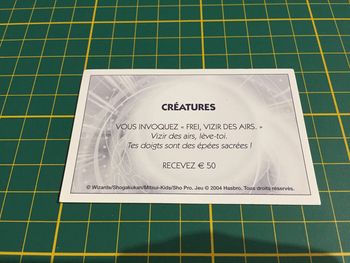 CRÉATURES
VOUS INVOQUEZ « FREI, VIZIR DES AIRS. »
Vizir des airs, lève-toi.
Tes doigts sont des épées sacrées !
RECEVEZ € 50
© Wizards/Shogakukan/Mitsui-Kids/Sho Pro. Jeu © 2004 Hasbro. Tous droits réservés.